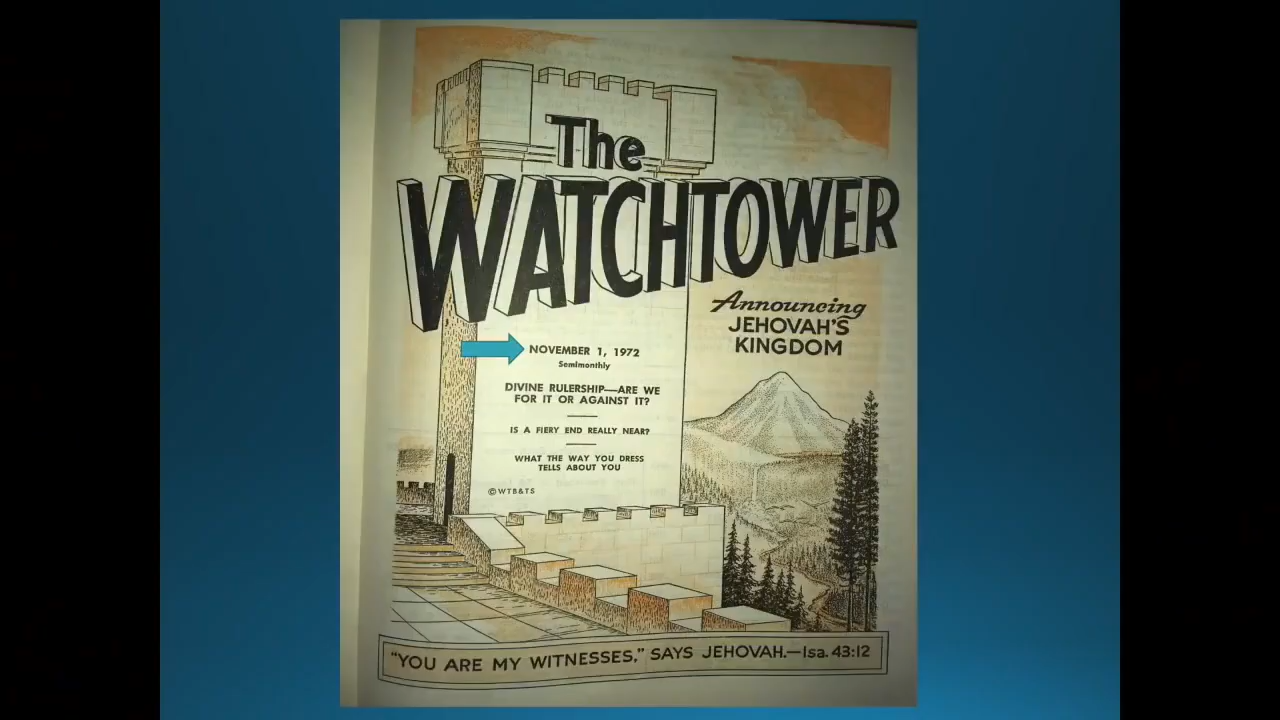 The
WATCHTOWER
Announcing
JEHOVAH'S
KINGDOM
NOVEMBER 1, 1972
Semimonthly
DIVINE RULERSHIP—ARE WE
FOR IT OR AGAINST IT?
IS A FIERY END REALLY NEAR?
WHAT THE WAY YOU DRESS
TELLS ABOUT YOU
©WTB&TS
"YOU ARE MY WITNESSES," SAYS JEHOVAH.—Isa. 43:12